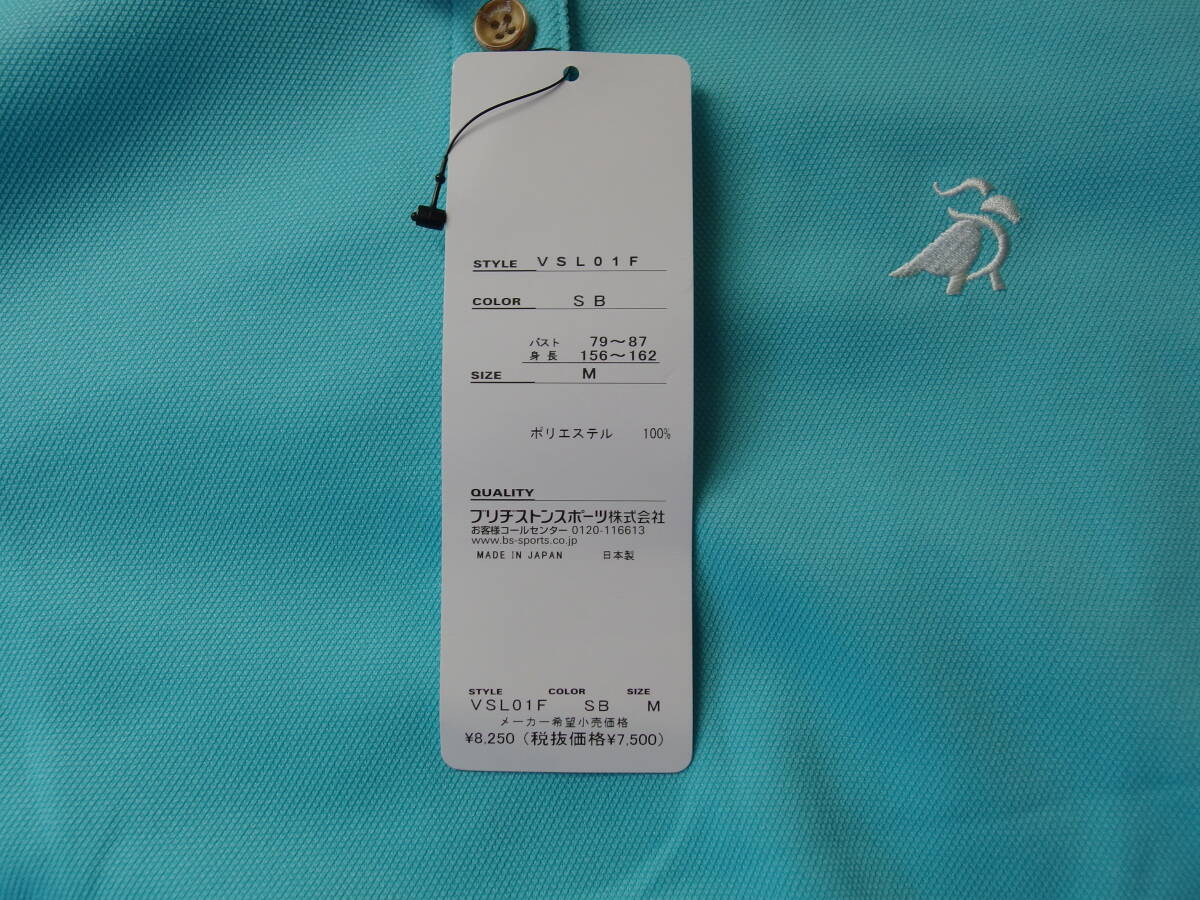 STYLE VSL01F
COLOR SB
バスト 79～87
身長 156～162
SIZE M
ポリエステル 100%
QUALITY
ブリヂストンスポーツ株式会社
お客様コールセンター 0120-116613
www.bs-sports.co.jp
MADE IN JAPAN 日本製
STYLE COLOR SIZE
VSL01F SB M
メーカー希望小売価格
¥8,250（税抜価格¥7,500）